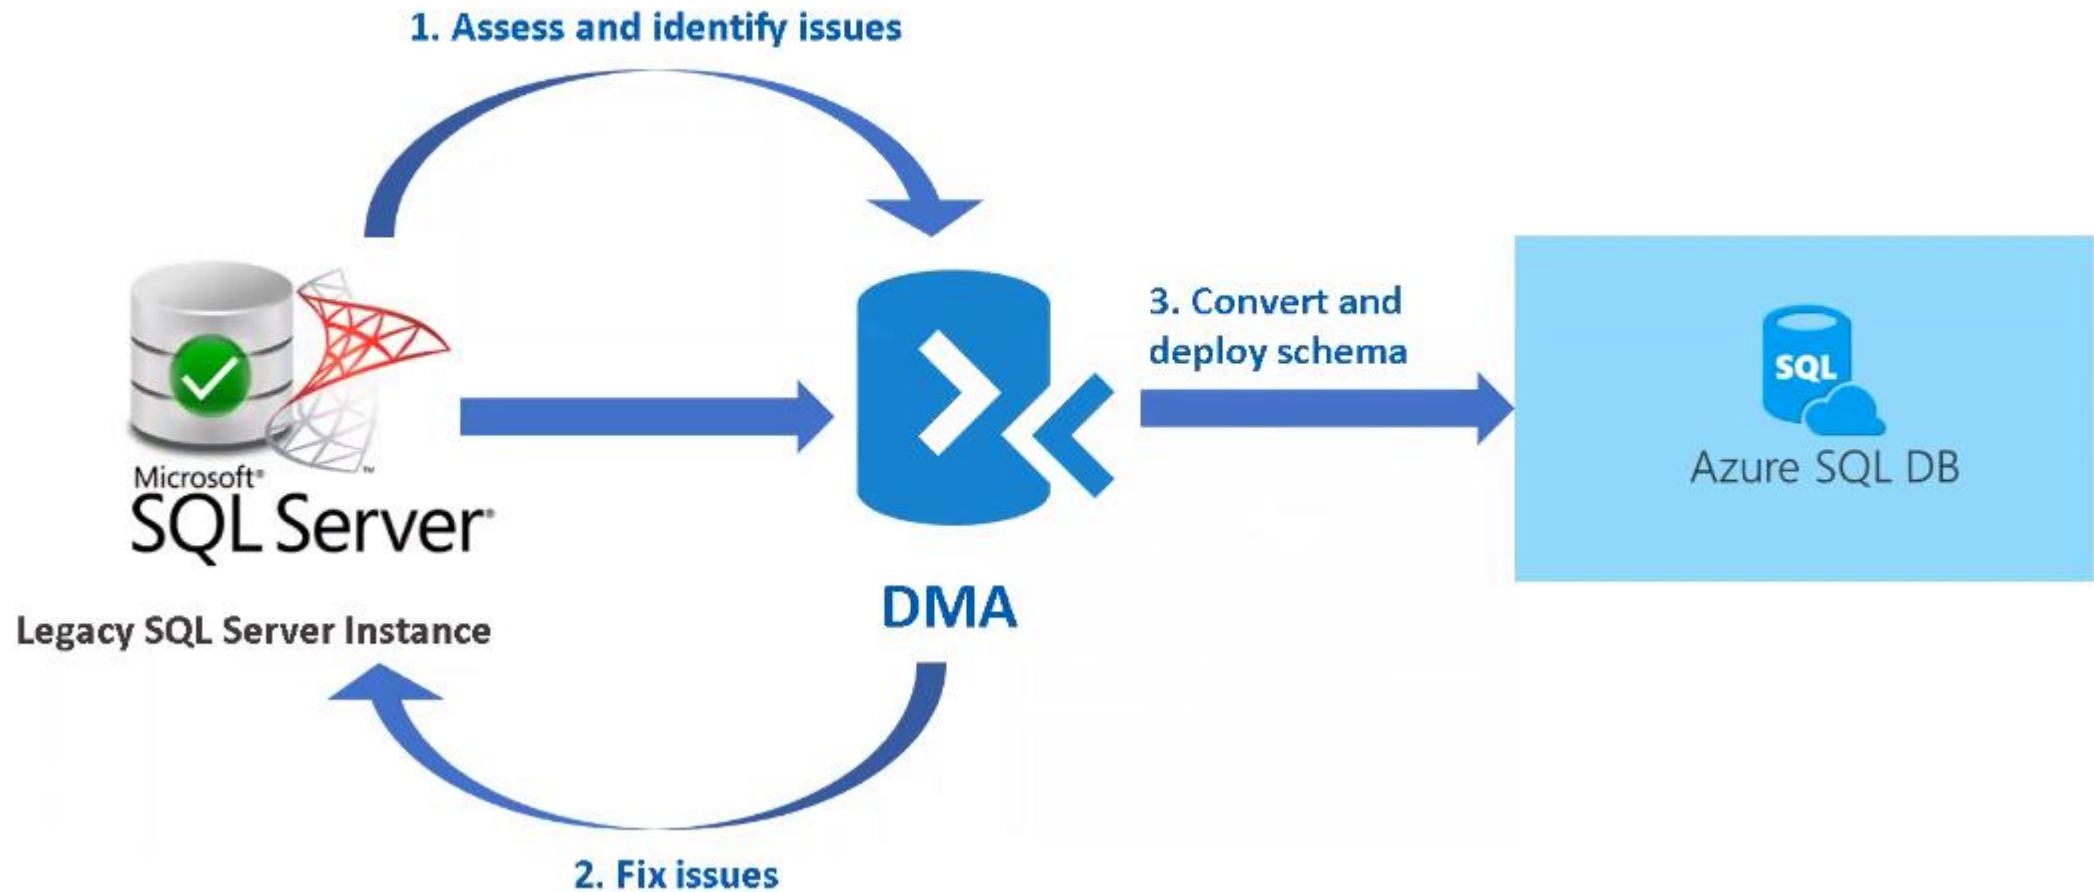 1. Assess and identify issues
3. Convert and
deploy schema
SQL
Azure SQL DB
Microsoft®
SQL Server®
™
DMA
Legacy SQL Server Instance
2. Fix issues